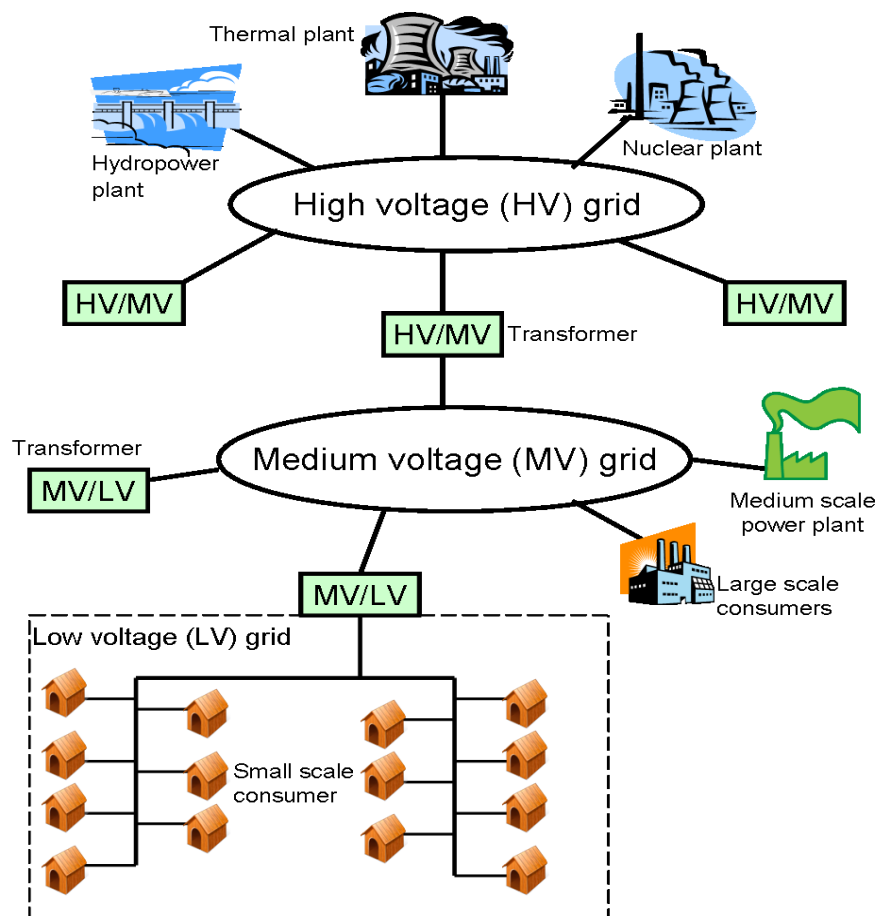 Thermal plant
Hydropower
plant
Nuclear plant
High voltage (HV) grid
HV/MV
HV/MV
Transformer
HV/MV
Transformer
MV/LV
Medium voltage (MV) grid
Medium scale
power plant
MV/LV
Large scale
consumers
Low voltage (LV) grid
Small scale
consumer